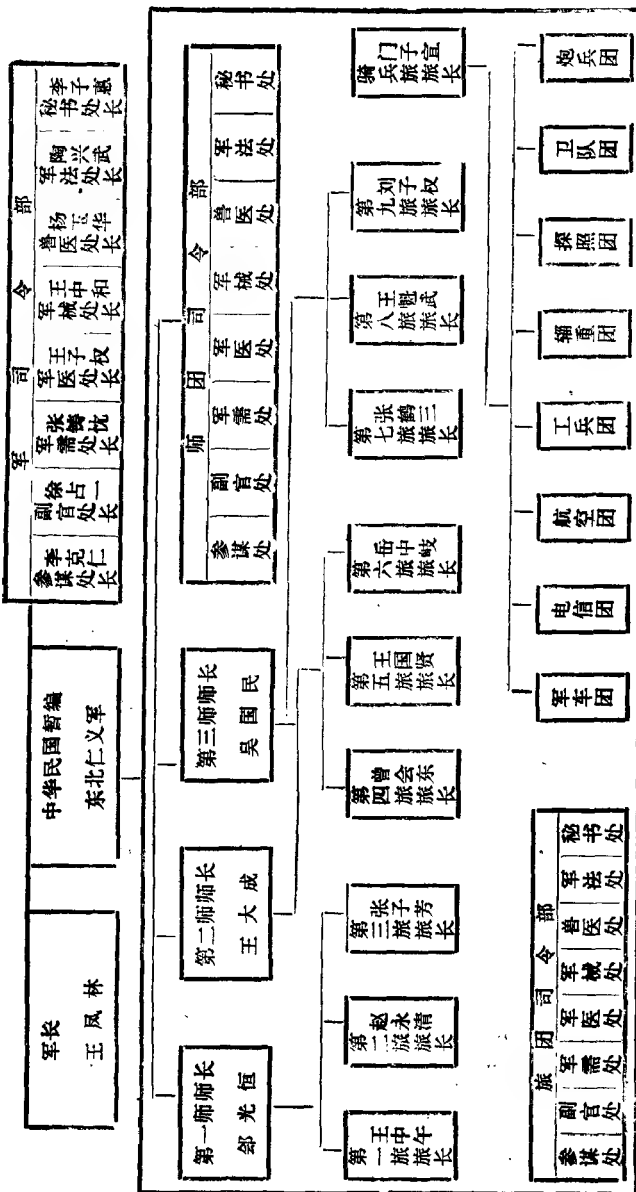 军长
王凤林
中华民国暂编
东北仁义军
军司令部
参谋处长 李克仁
副官处长 徐占一
军需处长 张铸忱
军医处长 王子权
军械处长 王中和
兽医处长 杨玉华
军法处长 陶兴武
秘书处长 李子惠
第一师师长
郐光恒
第二师师长
王大成
第三师师长
吴国民
师团司令部
参谋处 副官处 军需处 军医处 军械处 兽医处 军法处 秘书处
第一旅旅长 王中午
第二旅旅长 赵永清
第三旅旅长 张子芳
第四旅旅长 曾会东
第五旅旅长 王国贤
第六旅旅长 岳中岐
第七旅旅长 张鹤三
第八旅旅长 王魁武
第九旅旅长 刘子权
骑兵旅旅长 门子宜
旅团司令部
参谋处 副官处 军需处 军医处 军械处 兽医处 军法处 秘书处
军车团
电信团
航空团
工兵团
辎重团
探照团
卫队团
炮兵团